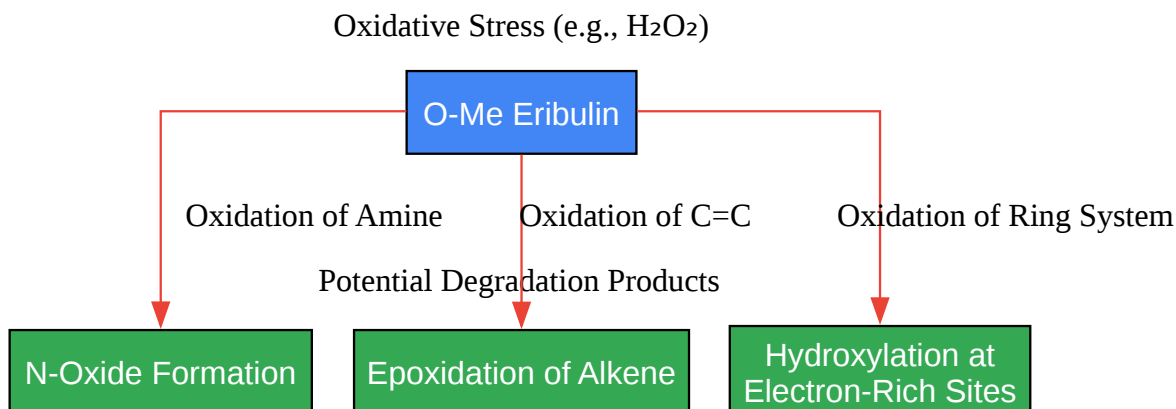 Oxidative Stress (e.g., H₂O₂)
O-Me Eribulin
Oxidation of Amine
Oxidation of C=C
Oxidation of Ring System
Potential Degradation Products
N-Oxide Formation
Epoxidation of Alkene
Hydroxylation at
Electron-Rich Sites